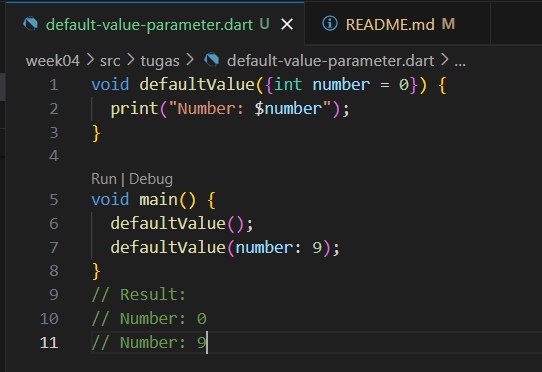 default-value-parameter.dart U × README.md M
week04 > src > tugas > default-value-parameter.dart > ...
1 void defaultValue({int number = 0}) {
2   print("Number: $number");
3 }
4
Run | Debug
5 void main() {
6   defaultValue();
7   defaultValue(number: 9);
8 }
9 // Result:
10 // Number: 0
11 // Number: 9